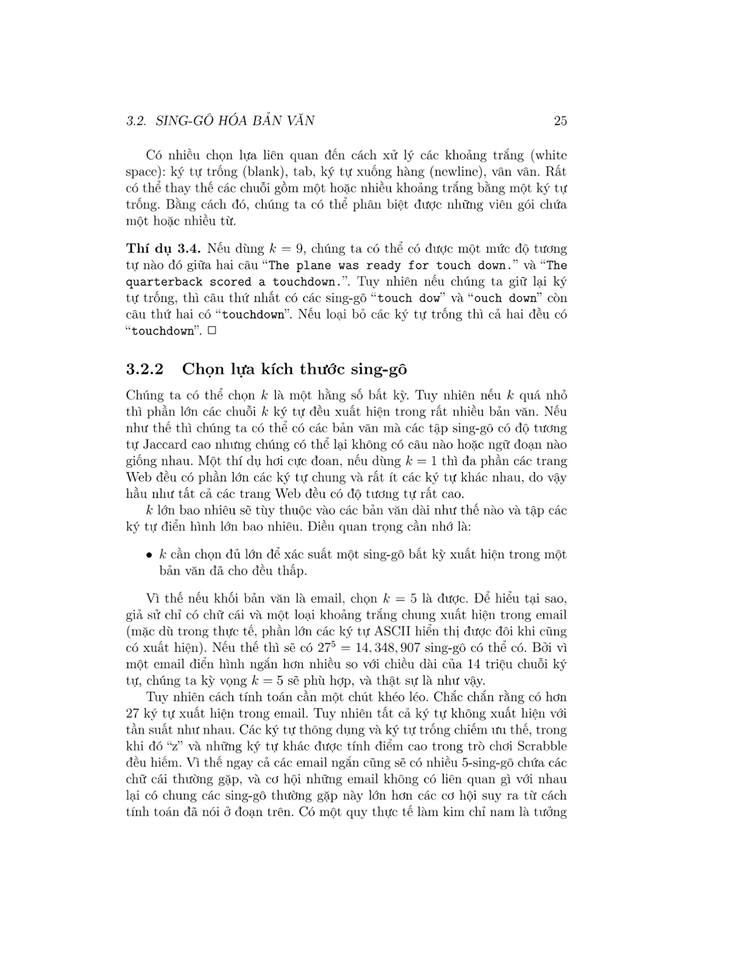 3.2. SING-GÔ HÓA BẢN VĂN 25
Có nhiều chọn lựa liên quan đến cách xử lý các khoảng trắng (white
space): ký tự trống (blank), tab, ký tự xuống hàng (newline), vân vân. Rất
có thể thay thế các chuỗi gồm một hoặc nhiều khoảng trắng bằng một ký tự
trống. Bằng cách đó, chúng ta có thể phân biệt được những viên gói chứa
một hoặc nhiều từ.
Thí dụ 3.4. Nếu dùng k = 9, chúng ta có thể có được một mức độ tương
tự nào đó giữa hai câu “The plane was ready for touch down.” và “The
quarterback scored a touchdown.”. Tuy nhiên nếu chúng ta giữ lại ký
tự trống, thì câu thứ nhất có các sing-gô “touch dow” và “ouch down” còn
câu thứ hai có “touchdown”. Nếu loại bỏ các ký tự trống thì cả hai đều có
“touchdown”. □
3.2.2 Chọn lựa kích thước sing-gô
Chúng ta có thể chọn k là một hằng số bất kỳ. Tuy nhiên nếu k quá nhỏ
thì phần lớn các chuỗi k ký tự đều xuất hiện trong rất nhiều bản văn. Nếu
như thế thì chúng ta có thể có các bản văn mà các tập sing-gô có độ tương
tự Jaccard cao nhưng chúng có thể lại không có câu nào hoặc ngữ đoạn nào
giống nhau. Một thí dụ hơi cực đoan, nếu dùng k = 1 thì đa phần các trang
Web đều có phần lớn các ký tự chung và rất ít các ký tự khác nhau, do vậy
hầu như tất cả các trang Web đều có độ tương tự rất cao.
k lớn bao nhiêu sẽ tùy thuộc vào các bản văn dài như thế nào và tập các
ký tự điển hình lớn bao nhiêu. Điều quan trọng cần nhớ là:
• k cần chọn đủ lớn để xác suất một sing-gô bất kỳ xuất hiện trong một
bản văn đã cho đều thấp.
Vì thế nếu khối bản văn là email, chọn k = 5 là được. Để hiểu tại sao,
giả sử chỉ có chữ cái và một loại khoảng trắng chung xuất hiện trong email
(mặc dù trong thực tế, phần lớn các ký tự ASCII hiển thị được đôi khi cũng
có xuất hiện). Nếu thế thì sẽ có 27⁵ = 14, 348, 907 sing-gô có thể có. Bởi vì
một email điển hình ngắn hơn nhiều so với chiều dài của 14 triệu chuỗi ký
tự, chúng ta kỳ vọng k = 5 sẽ phù hợp, và thật sự là như vậy.
Tuy nhiên cách tính toán cần một chút khéo léo. Chắc chắn rằng có hơn
27 ký tự xuất hiện trong email. Tuy nhiên tất cả ký tự không xuất hiện với
tần suất như nhau. Các ký tự thông dụng và ký tự trống chiếm ưu thế, trong
khi đó “z” và những ký tự khác được tính điểm cao trong trò chơi Scrabble
đều hiếm. Vì thế ngay cả các email ngắn cũng sẽ có nhiều 5-sing-gô chứa các
chữ cái thường gặp, và cơ hội những email không có liên quan gì với nhau
lại có chung các sing-gô thường gặp này lớn hơn các cơ hội suy ra từ cách
tính toán đã nói ở đoạn trên. Có một quy thực tế làm kim chỉ nam là tưởng